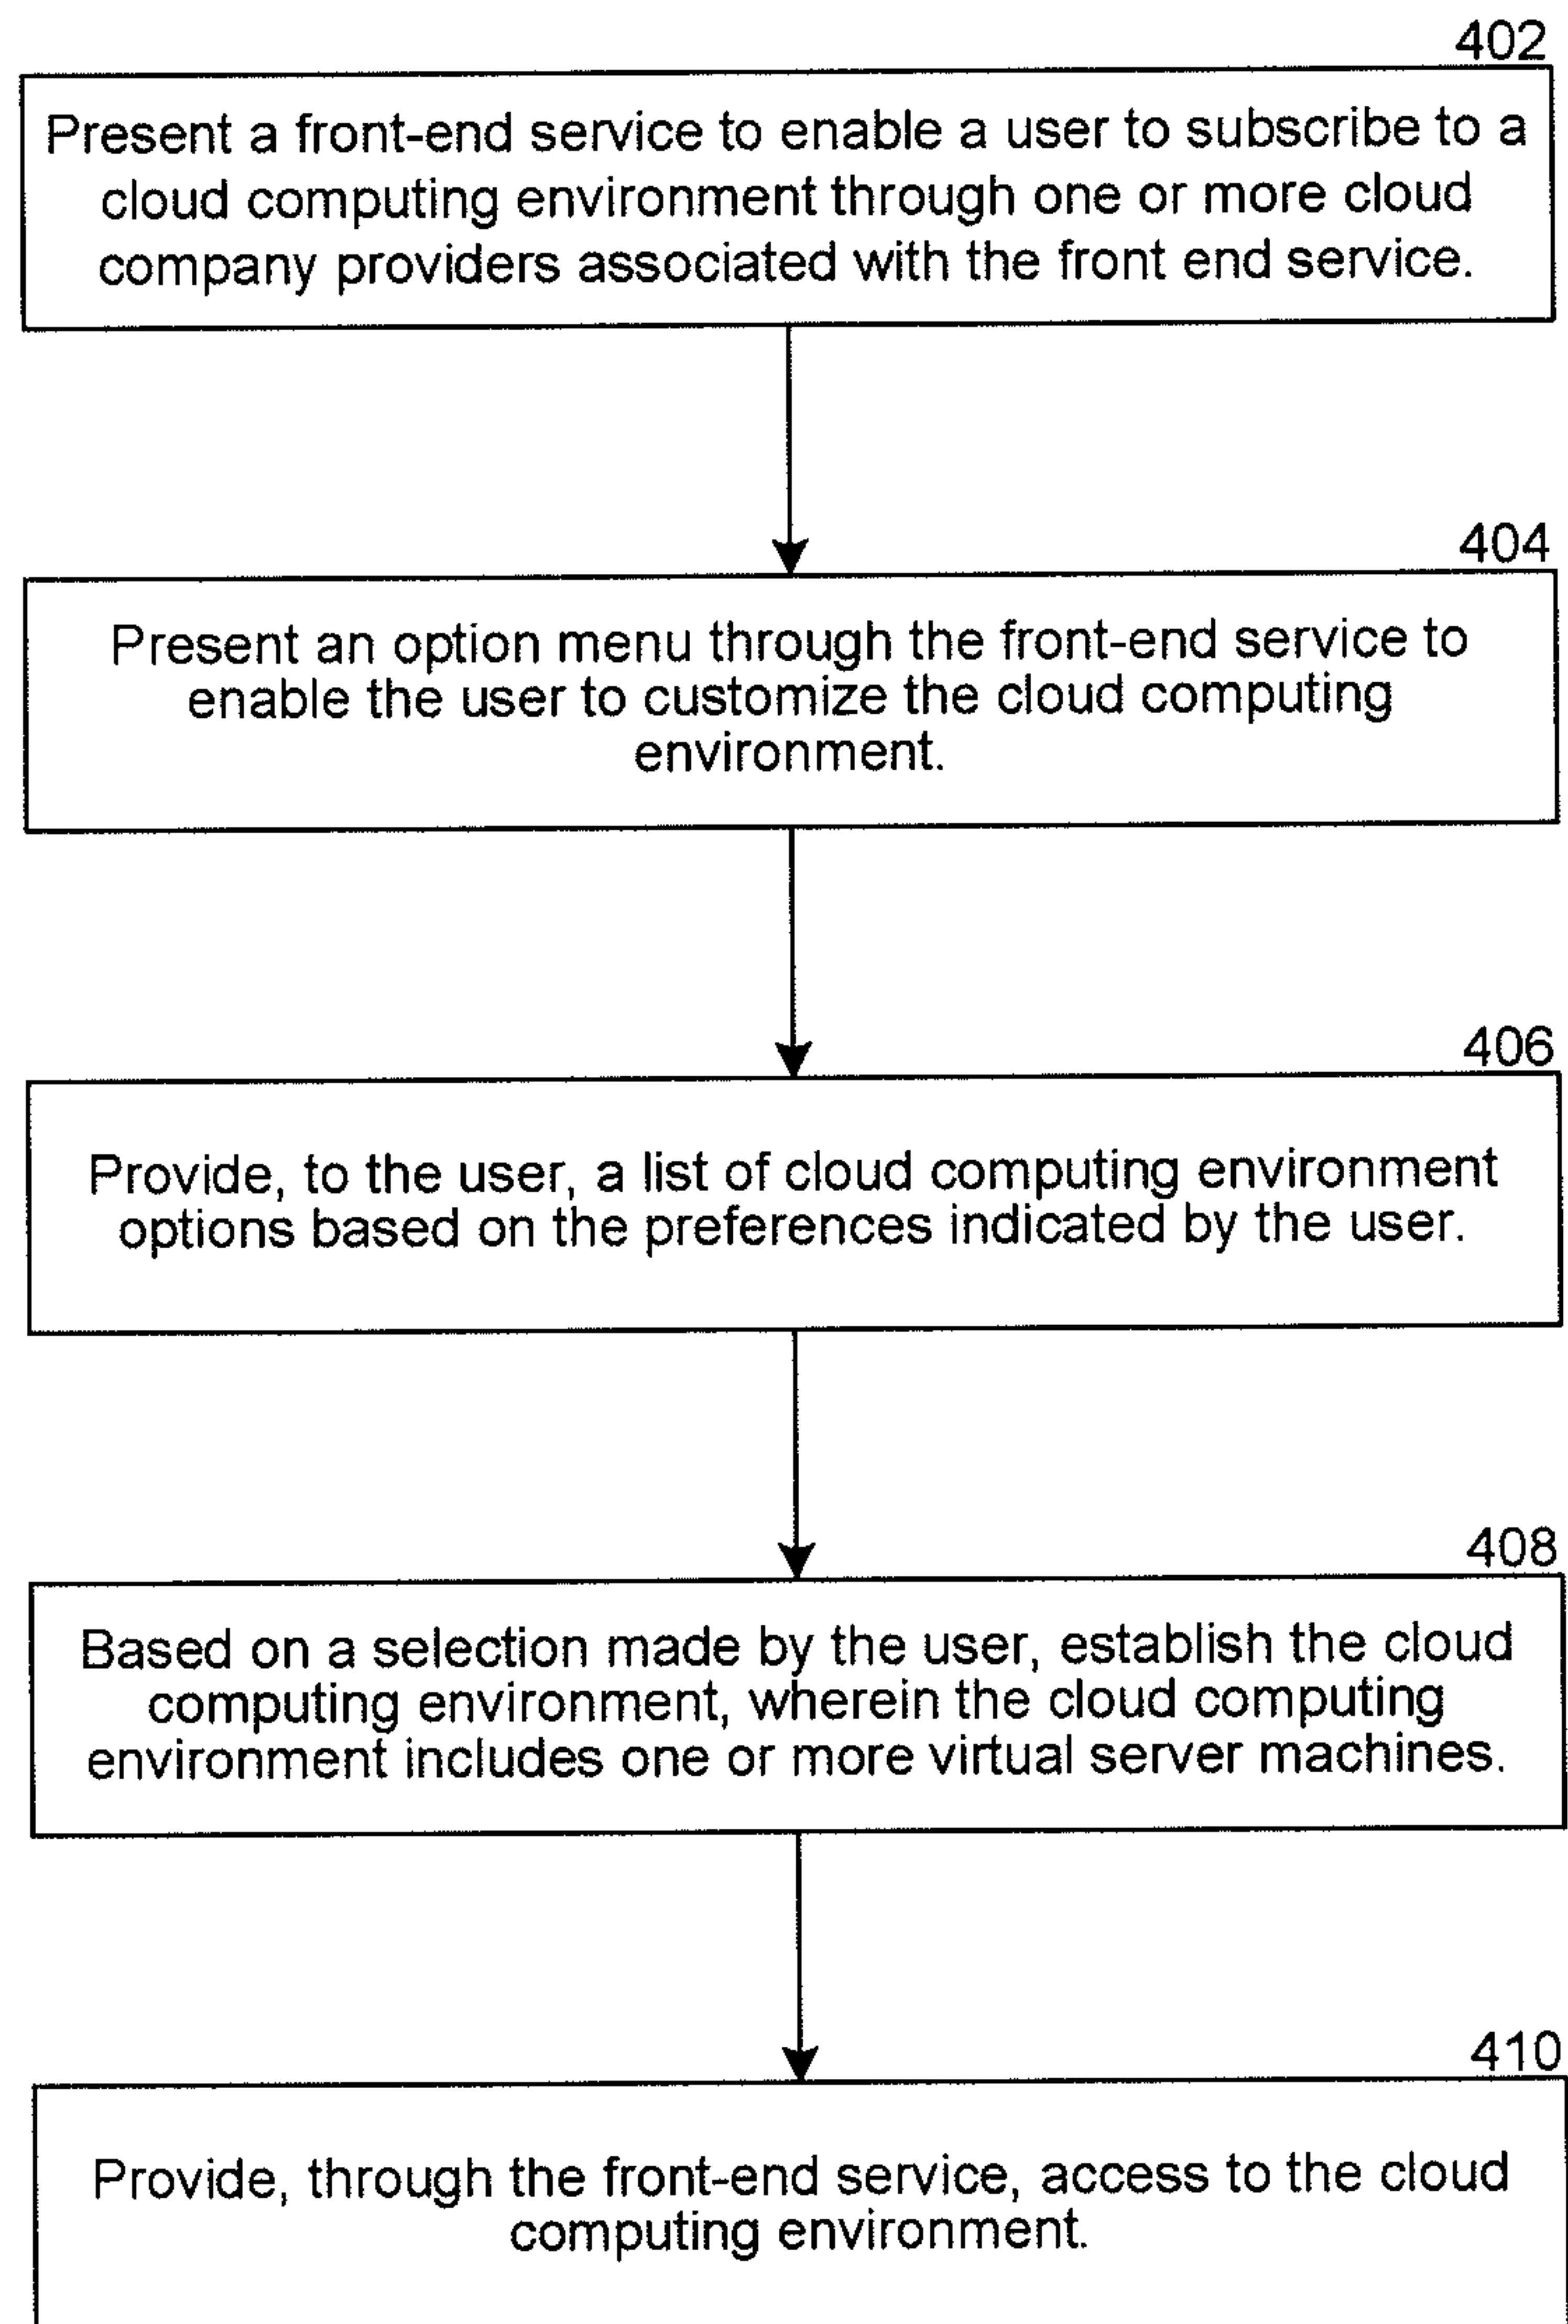 402
Present a front-end service to enable a user to subscribe to a
cloud computing environment through one or more cloud
company providers associated with the front end service.
404
Present an option menu through the front-end service to
enable the user to customize the cloud computing
environment.
406
Provide, to the user, a list of cloud computing environment
options based on the preferences indicated by the user.
408
Based on a selection made by the user, establish the cloud
computing environment, wherein the cloud computing
environment includes one or more virtual server machines.
410
Provide, through the front-end service, access to the cloud
computing environment.